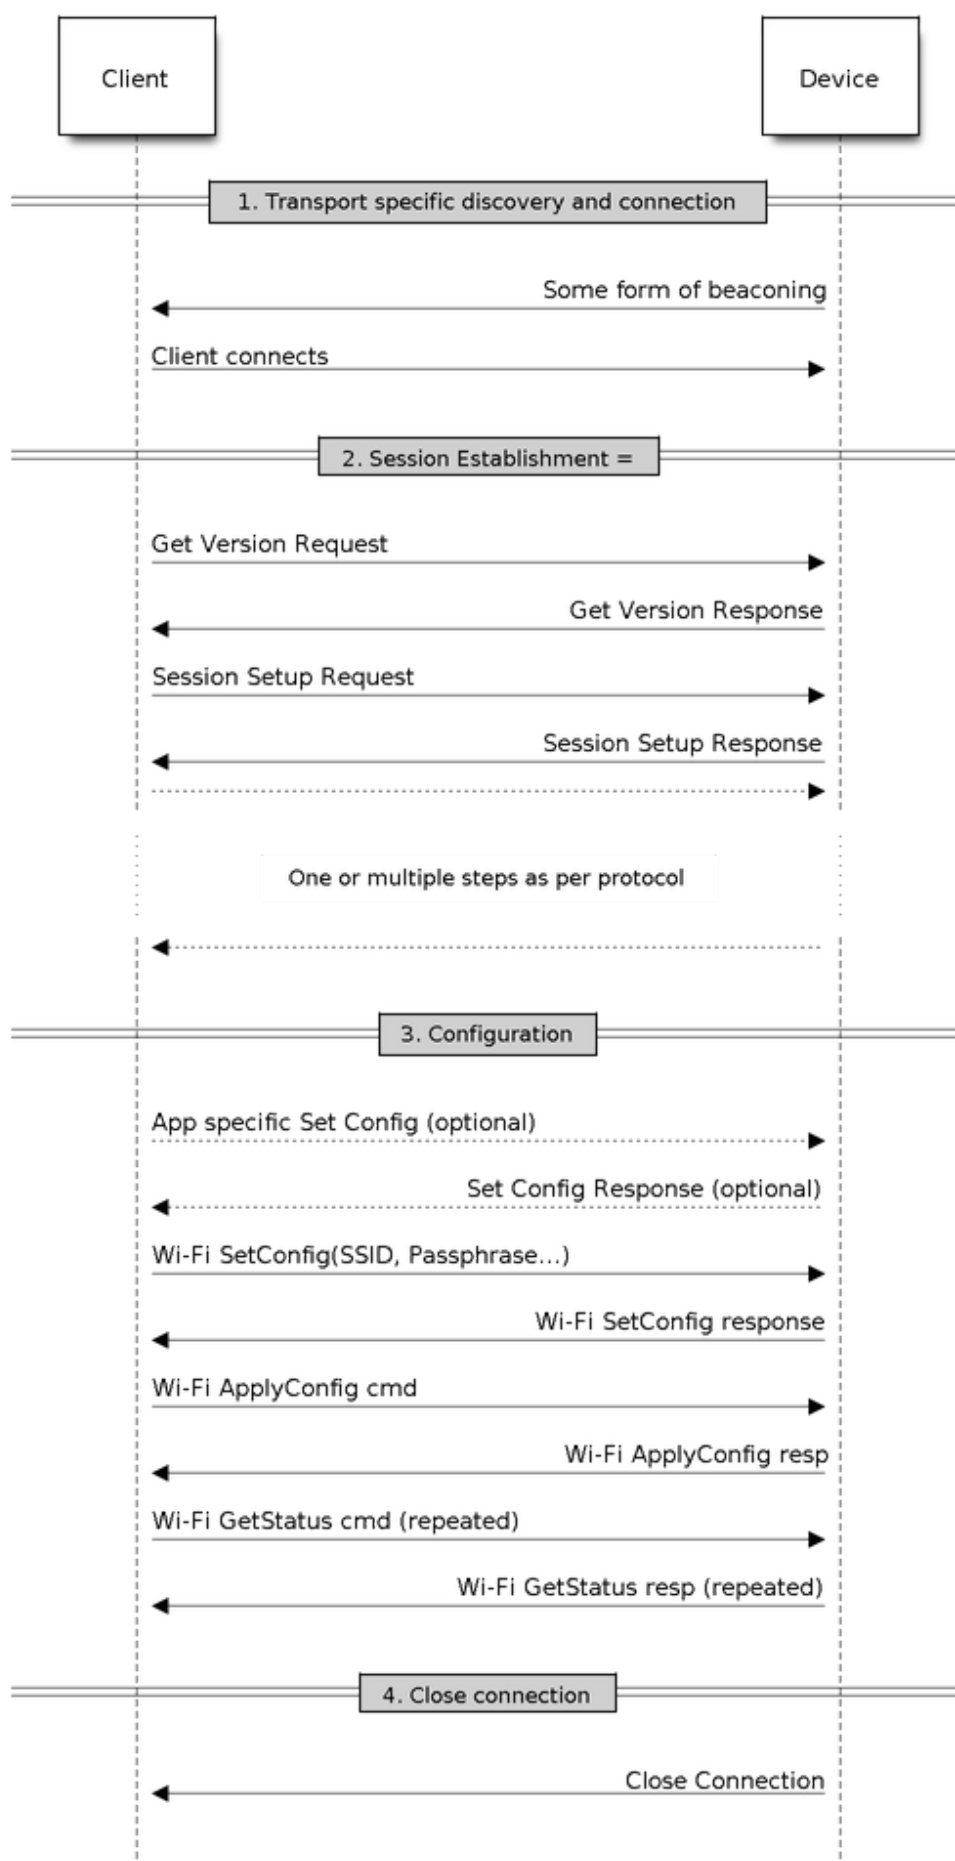 Client
Device
1. Transport specific discovery and connection
Some form of beaconing
Client connects
2. Session Establishment =
Get Version Request
Get Version Response
Session Setup Request
Session Setup Response
One or multiple steps as per protocol
3. Configuration
App specific Set Config (optional)
Set Config Response (optional)
Wi-Fi SetConfig(SSID, Passphrase...)
Wi-Fi SetConfig response
Wi-Fi ApplyConfig cmd
Wi-Fi ApplyConfig resp
Wi-Fi GetStatus cmd (repeated)
Wi-Fi GetStatus resp (repeated)
4. Close connection
Close Connection